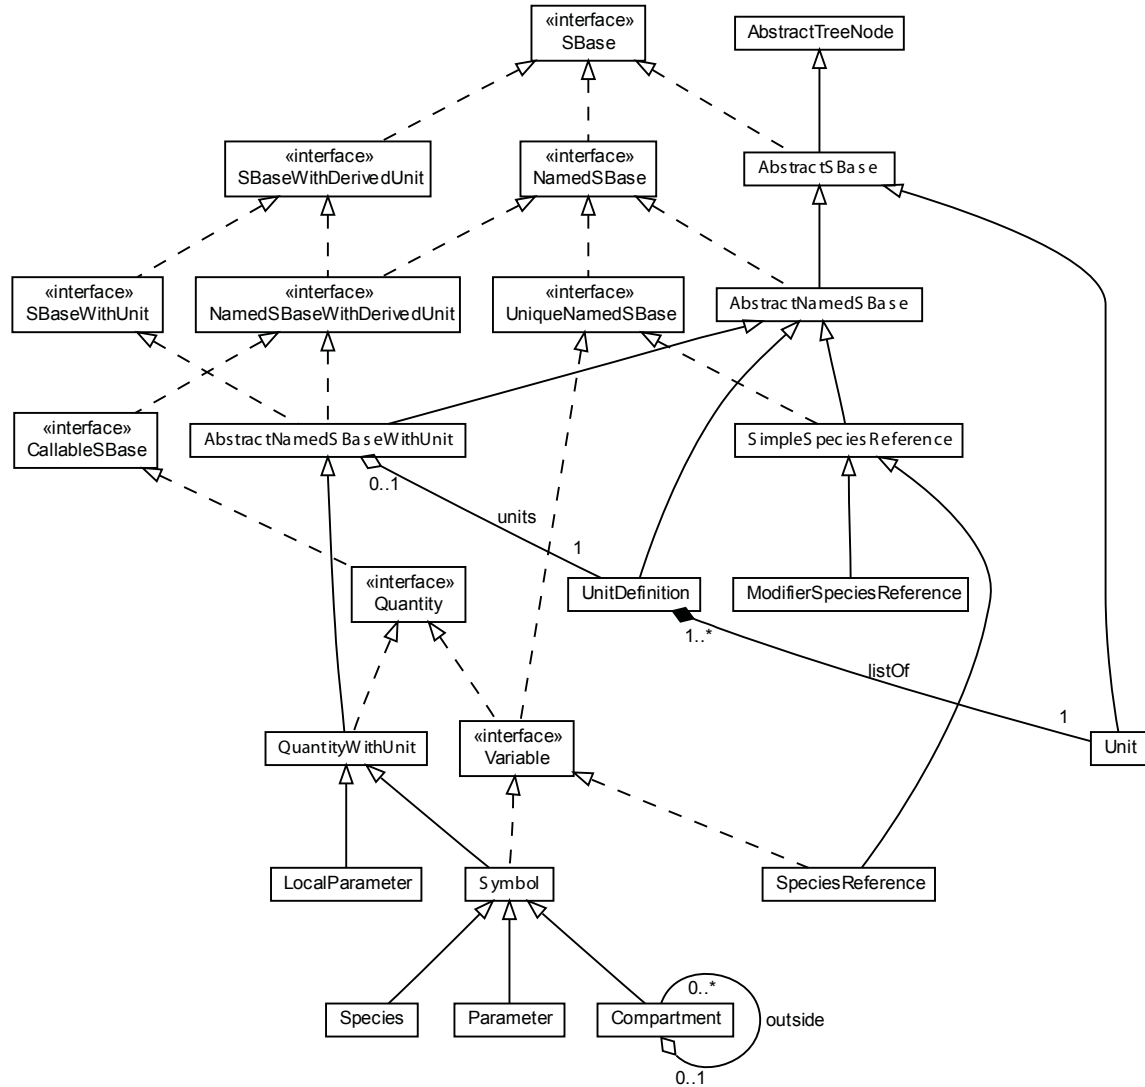 «interface»
SBase
AbstractTreeNode
«interface»
SBaseWithDerivedUnit
«interface»
NamedSBase
AbstractSBase
«interface»
SBaseWithUnit
«interface»
NamedSBaseWithDerivedUnit
«interface»
UniqueNamedSBase
AbstractNamedSBase
«interface»
CallableSBase
AbstractNamedSBaseWithUnit
SimpleSpeciesReference
0..1
units
1
«interface»
Quantity
UnitDefinition
ModifierSpeciesReference
1..*
listOf
1
QuantityWithUnit
«interface»
Variable
Unit
LocalParameter
Symbol
SpeciesReference
Species
Parameter
Compartment
0..*
outside
0..1